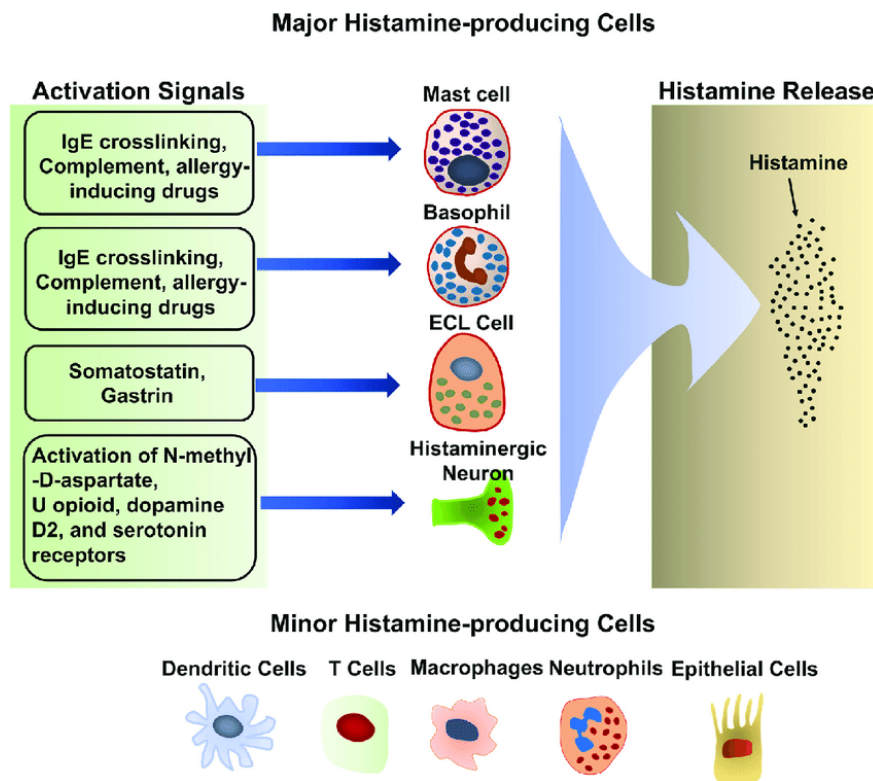 Major Histamine-producing Cells
Activation Signals
IgE crosslinking,
Complement, allergy-
inducing drugs
IgE crosslinking,
Complement, allergy-
inducing drugs
Somatostatin,
Gastrin
Activation of N-methyl
-D-aspartate,
U opioid, dopamine
D2, and serotonin
receptors
Mast cell
Basophil
ECL Cell
Histaminergic
Neuron
Histamine Release
Histamine
Minor Histamine-producing Cells
Dendritic Cells
T Cells
Macrophages
Neutrophils
Epithelial Cells